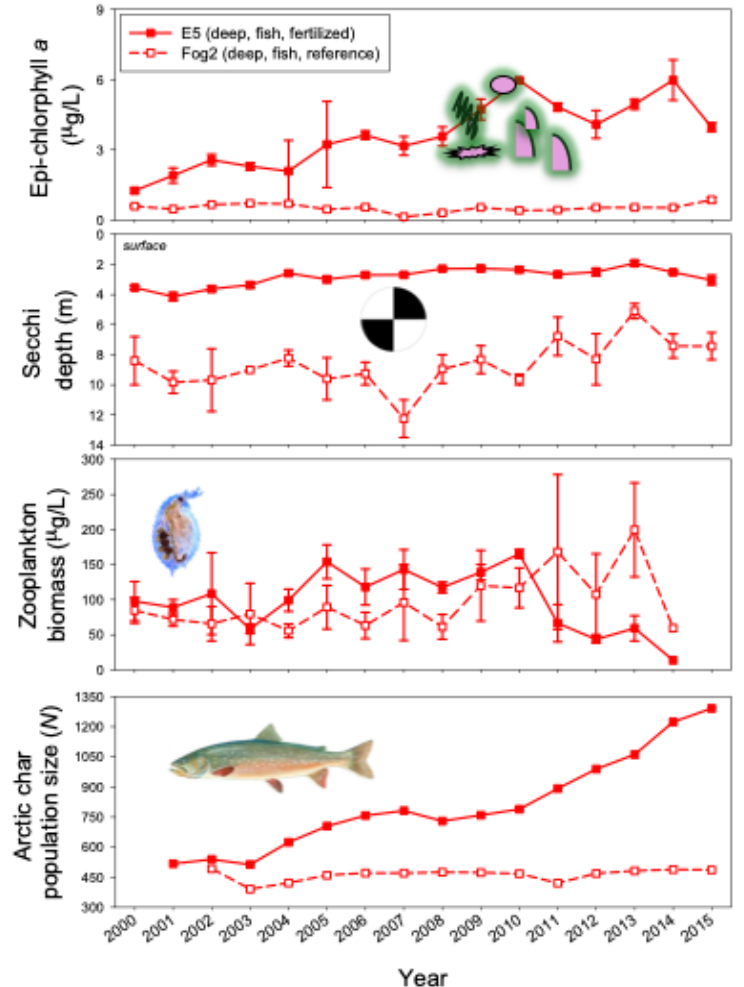 E5 (deep, fish, fertilized)
Fog2 (deep, fish, reference)
Epi-chlorphyll a
(µg/L)
9
6
3
0
surface
Secchi
depth (m)
0
2
4
6
8
10
12
14
Zooplankton
biomass (µg/L)
300
250
200
150
100
50
0
Arctic char
population size (N)
1350
1200
1050
900
750
600
450
300
2000 2001 2002 2003 2004 2005 2006 2007 2008 2009 2010 2011 2012 2013 2014 2015
Year